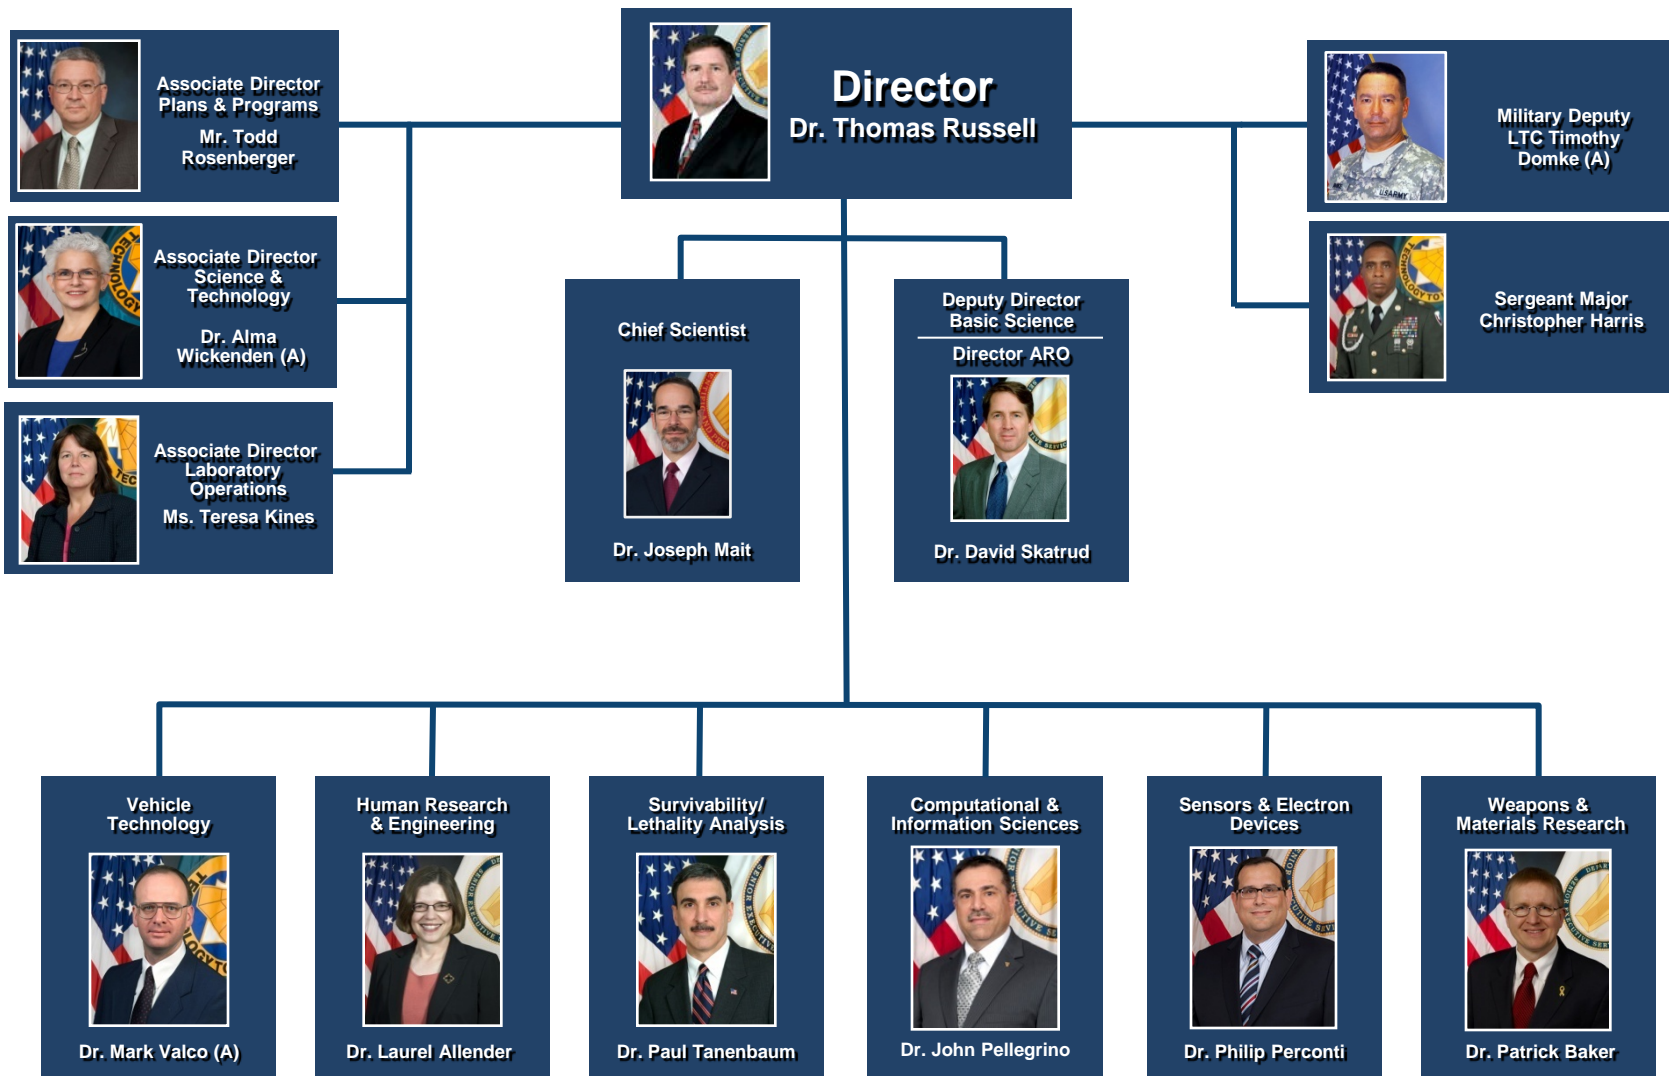 Associate Director
Plans & Programs
Mr. Todd
Rosenberger
Director
Dr. Thomas Russell
Military Deputy
LTC Timothy
Domke (A)
Associate Director
Science &
Technology
Dr. Alma
Wickenden (A)
Sergeant Major
Christopher Harris
Associate Director
Laboratory
Operations
Ms. Teresa Kines
Chief Scientist
Dr. Joseph Mait
Deputy Director
Basic Science
Director ARO
Dr. David Skatrud
Vehicle
Technology
Dr. Mark Valco (A)
Human Research
& Engineering
Dr. Laurel Allender
Survivability/
Lethality Analysis
Dr. Paul Tanenbaum
Computational &
Information Sciences
Dr. John Pellegrino
Sensors & Electron
Devices
Dr. Philip Perconti
Weapons &
Materials Research
Dr. Patrick Baker